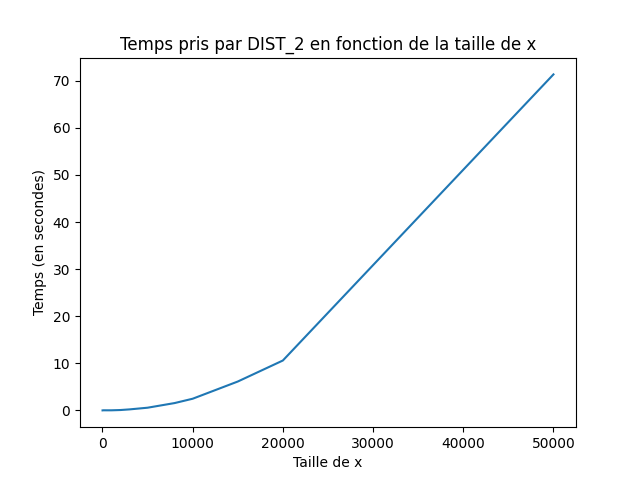 Temps pris par DIST_2 en fonction de la taille de x
70
60
50
40
30
20
10
0
Temps (en secondes)
0 10000 20000 30000 40000 50000
Taille de x